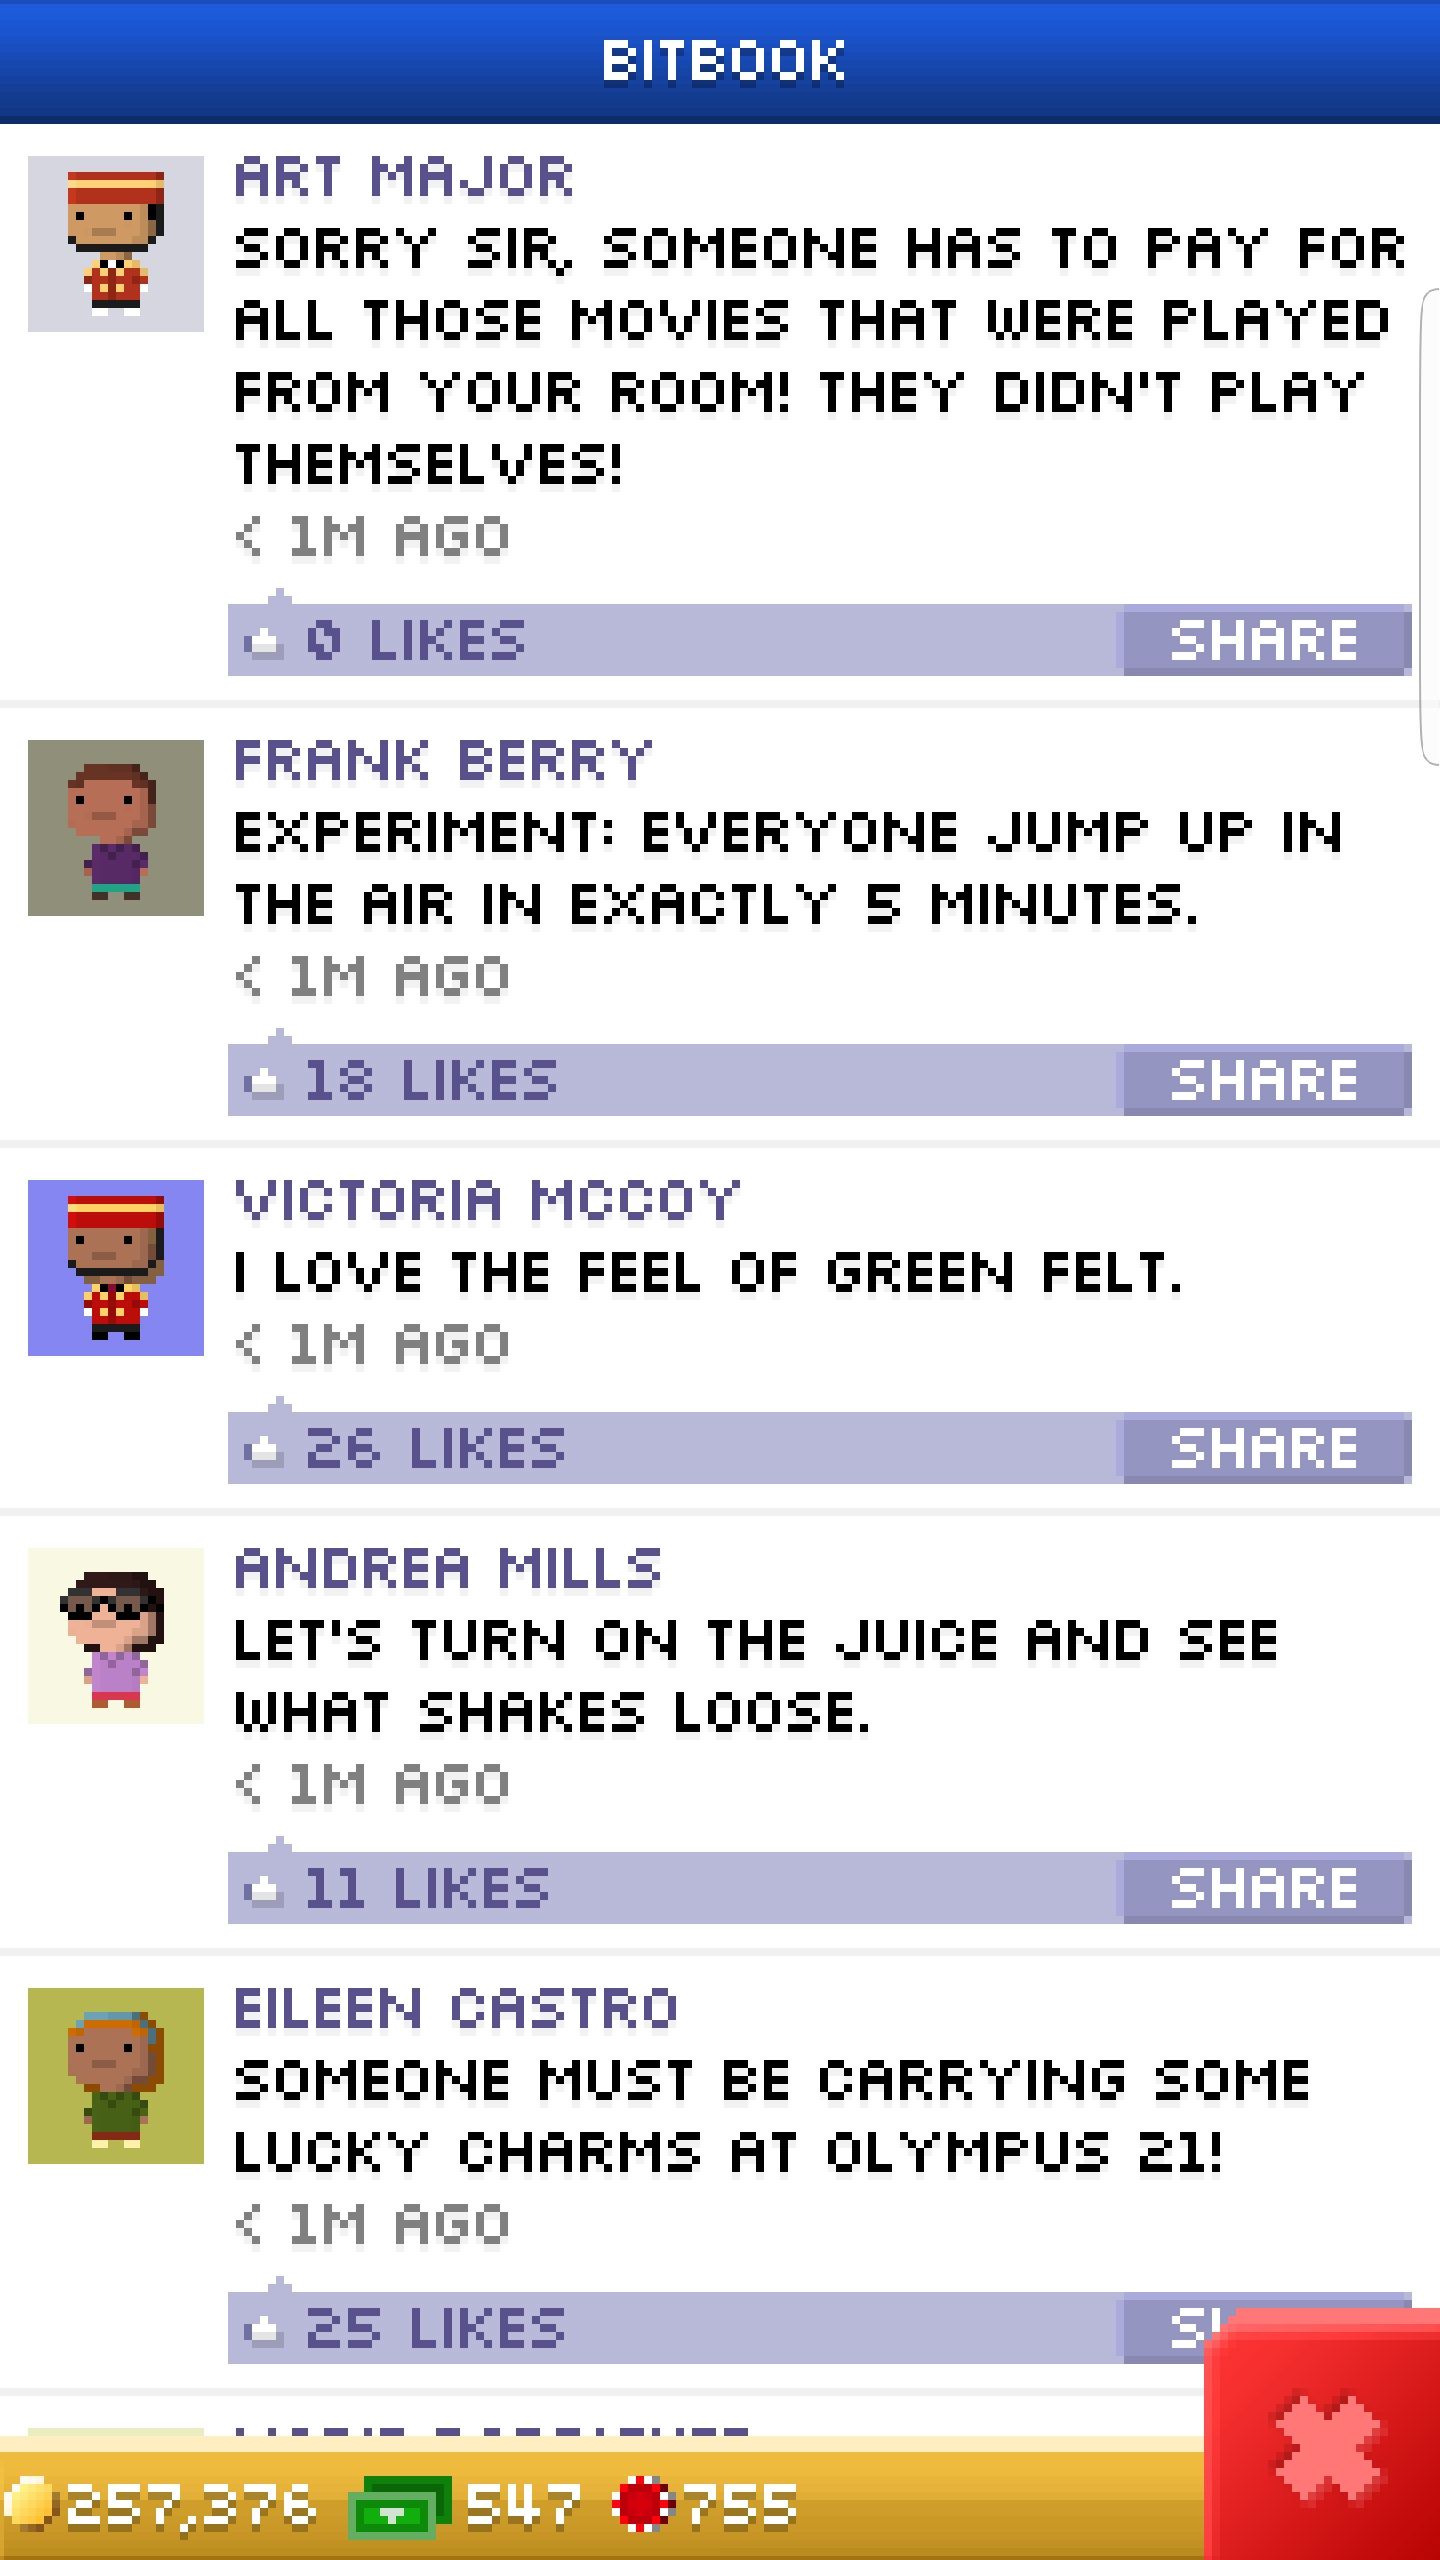 BITBOOK
ART MAJOR
SORRY SIR, SOMEONE HAS TO PAY FOR
ALL THOSE MOVIES THAT WERE PLAYED
FROM YOUR ROOM! THEY DIDN'T PLAY
THEMSELVES!
< 1M AGO
0 LIKES SHARE
FRANK BERRY
EXPERIMENT: EVERYONE JUMP UP IN
THE AIR IN EXACTLY 5 MINUTES.
< 1M AGO
18 LIKES SHARE
VICTORIA MCCOY
I LOVE THE FEEL OF GREEN FELT.
< 1M AGO
26 LIKES SHARE
ANDREA MILLS
LET'S TURN ON THE JUICE AND SEE
WHAT SHAKES LOOSE.
< 1M AGO
11 LIKES SHARE
EILEEN CASTRO
SOMEONE MUST BE CARRYING SOME
LUCKY CHARMS AT OLYMPUS 21!
< 1M AGO
25 LIKES
257,376 547 755